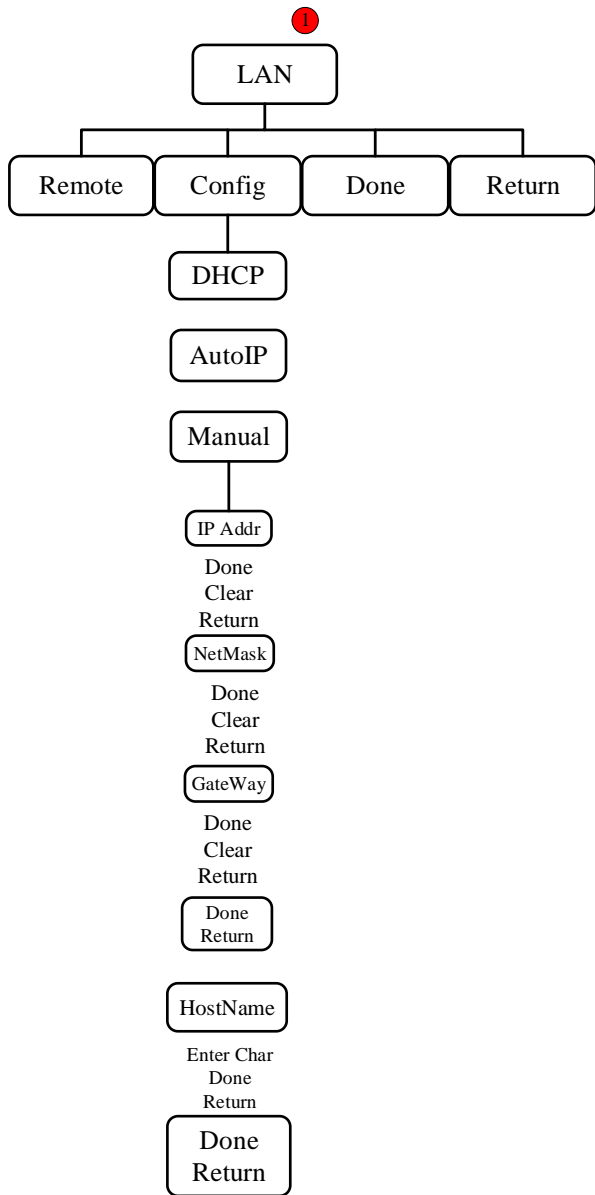 1
LAN
Remote Config Done Return
DHCP
AutoIP
Manual
IP Addr
Done
Clear
Return
NetMask
Done
Clear
Return
GateWay
Done
Clear
Return
Done
Return
HostName
Enter Char
Done
Return
Done
Return